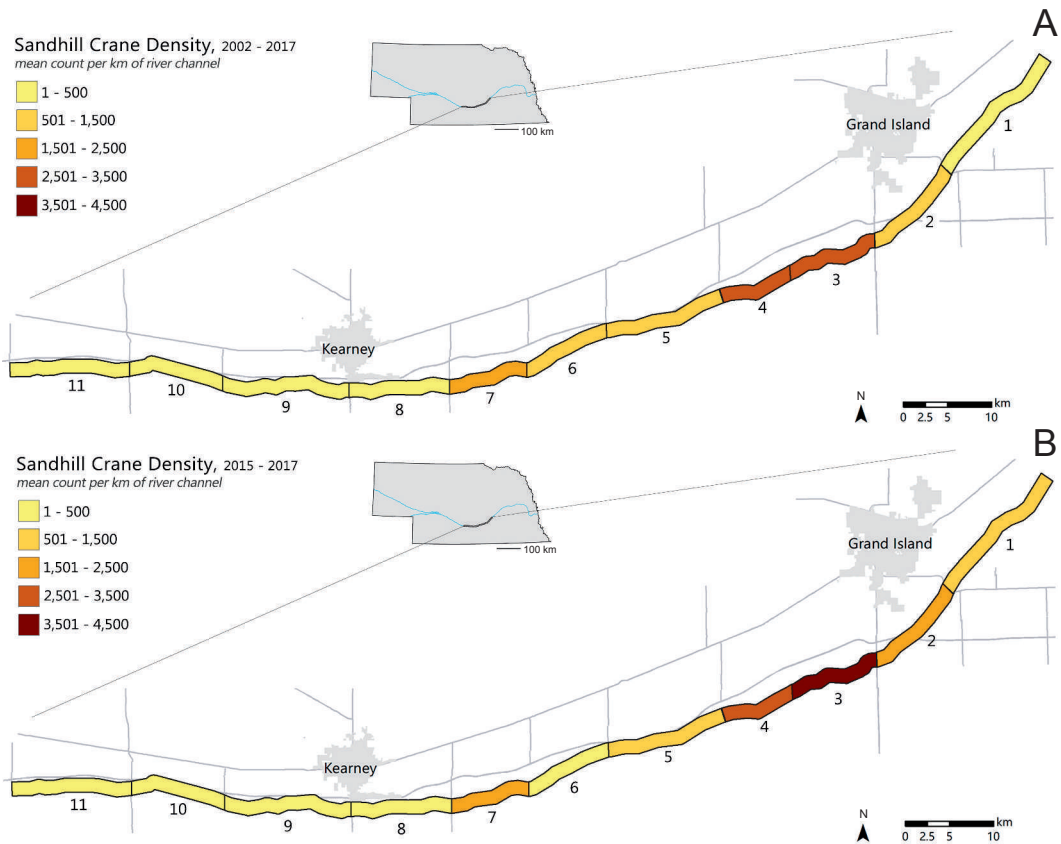 A
Sandhill Crane Density, 2002 - 2017
mean count per km of river channel
1 - 500
501 - 1,500
1,501 - 2,500
2,501 - 3,500
3,501 - 4,500
100 km
Grand Island
Kearney
1
2
3
4
5
6
7
8
9
10
11
N
km
0 2.5 5 10
B
Sandhill Crane Density, 2015 - 2017
mean count per km of river channel
1 - 500
501 - 1,500
1,501 - 2,500
2,501 - 3,500
3,501 - 4,500
100 km
Grand Island
Kearney
1
2
3
4
5
6
7
8
9
10
11
N
km
0 2.5 5 10